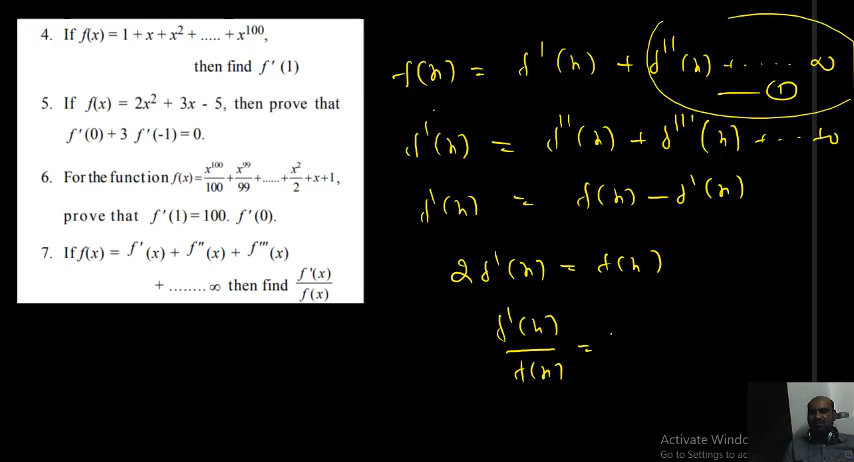 4. If f(x) = 1 + x + x² + ..... + x¹⁰⁰,
then find f ' (1)
5. If f(x) = 2x² + 3x - 5, then prove that
f '(0) + 3 f '(-1) = 0.
6. For the function f(x) = x¹⁰⁰/100 + x⁹⁹/99 + ...... + x²/2 + x + 1,
prove that f '(1) = 100. f '(0).
7. If f(x) = f '(x) + f "(x) + f "'(x)
+ ........ ∞ then find f '(x)/f (x)
f(x) = f'(x) + f''(x) + ..... ∞
— ①
f'(x) = f''(x) + f'''(x) + ... ∞
f'(x) = f(x) – f'(x)
2 f'(x) = f(x)
f'(x)/f(x) =
Activate Windo
Go to Settings to ac